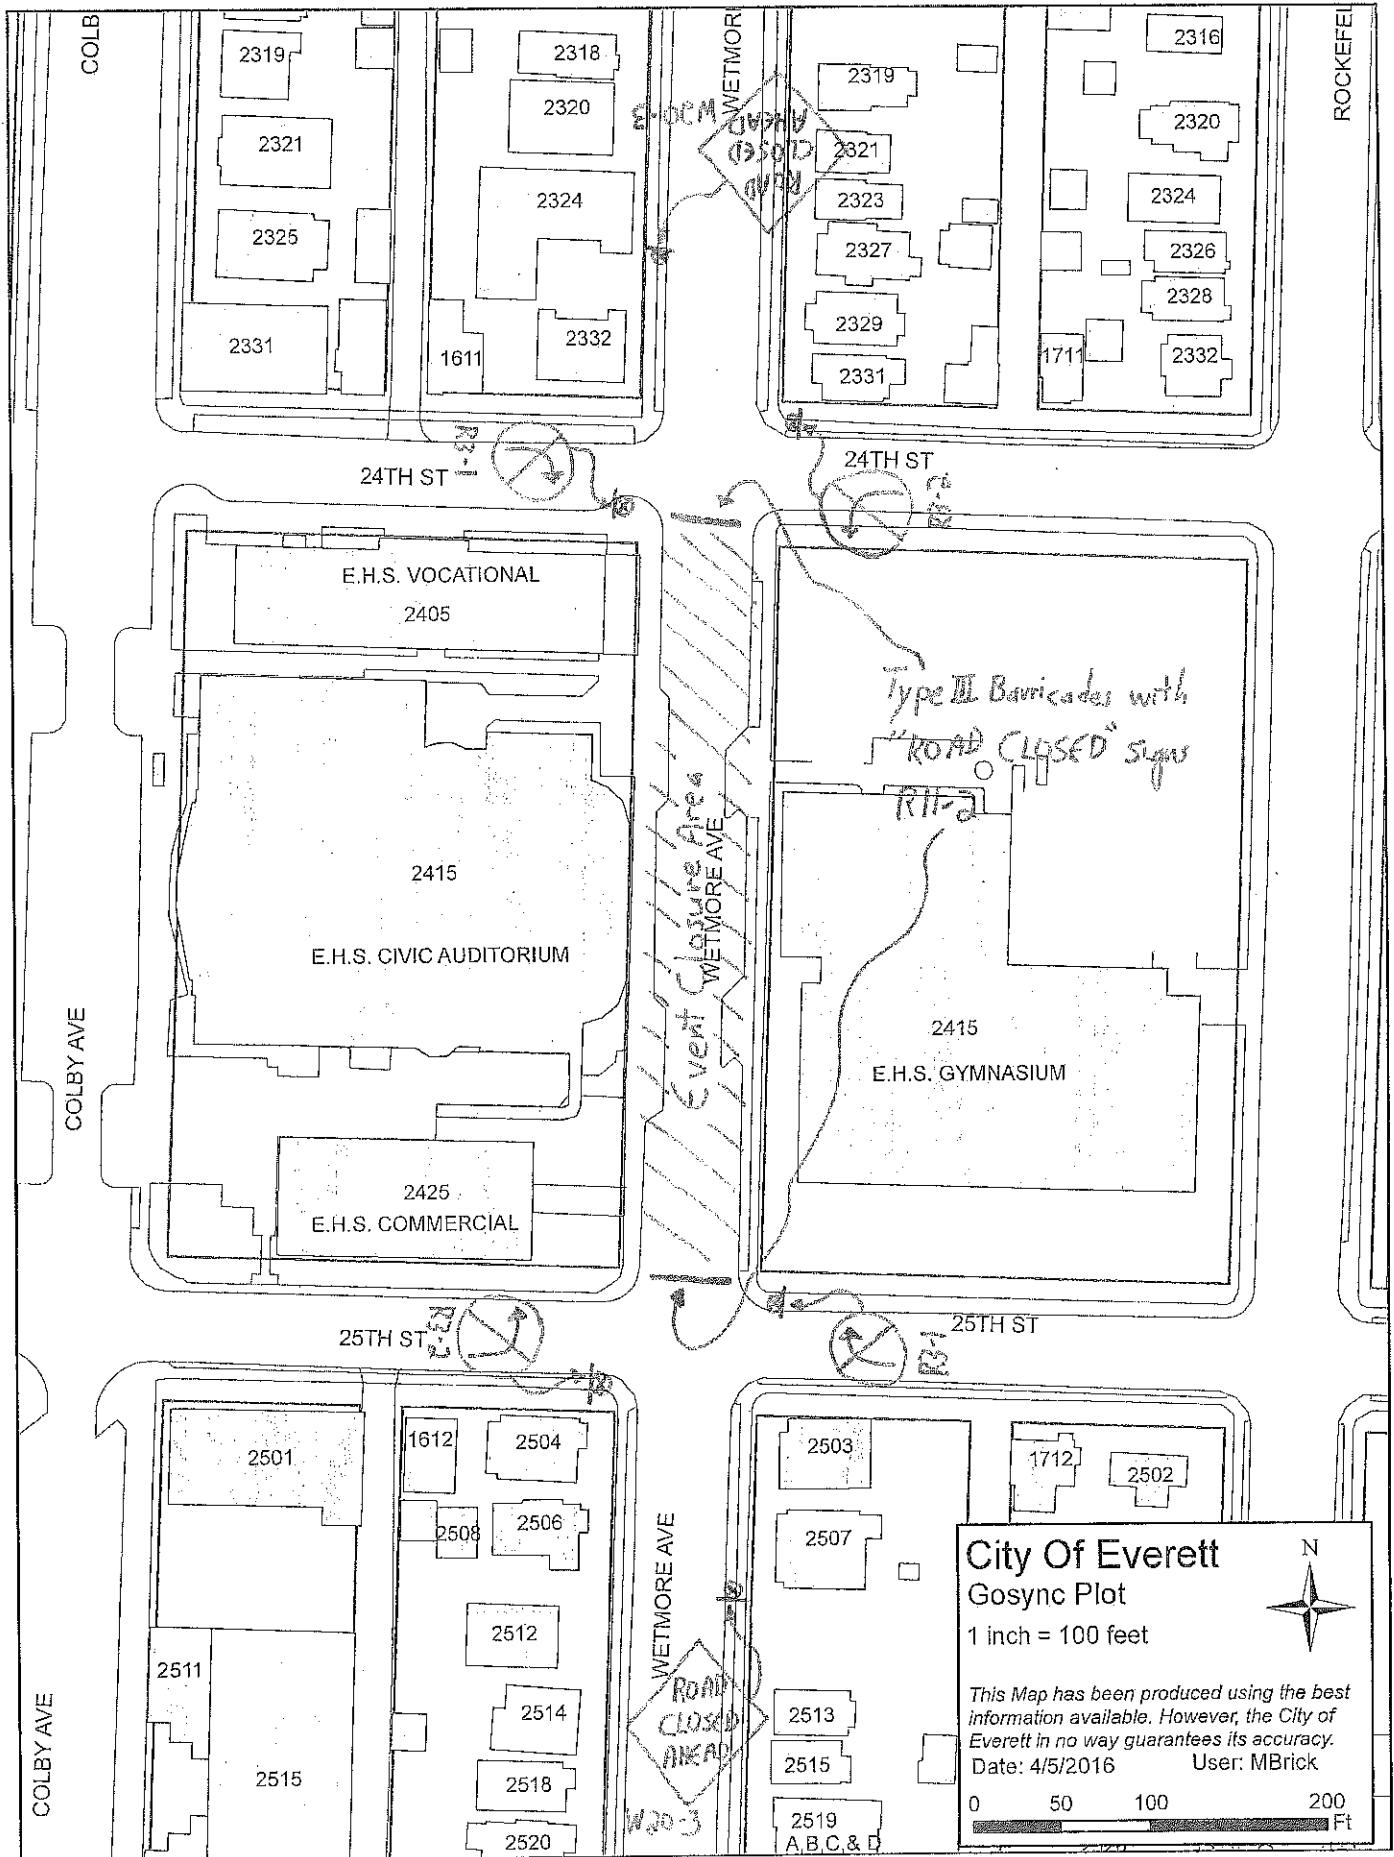 COLB
WETMOR
ROCKEFEL
2319
2318
2319
2316
2320
2321
2320
2321
W20-3
ROAD
CLOSED
AHEAD
2324
2323
2324
2325
2327
2326
2328
2331
1611
2332
2329
1711
2332
2331
R3-1
24TH ST
24TH ST
R3-2
E.H.S. VOCATIONAL
2405
Type III Barricades with
"ROAD CLOSED" Signs
R11-2
Event Closure Area
WETMORE AVE
2415
E.H.S. CIVIC AUDITORIUM
2415
E.H.S. GYMNASIUM
COLBY AVE
2425
E.H.S. COMMERCIAL
25TH ST
R3-2
25TH ST
R3-1
2501
1612
2504
2503
1712
2502
2508
2506
2507
WETMORE AVE
2512
2511
2514
2513
2515
2515
2518
2519
A,B,C,& D
2520
ROAD
CLOSED
AHEAD
W20-3
COLBY AVE
City Of Everett
Gosync Plot
1 inch = 100 feet
N
This Map has been produced using the best
information available. However, the City of
Everett in no way guarantees its accuracy.
Date: 4/5/2016 User: MBrick
0 50 100 200
Ft